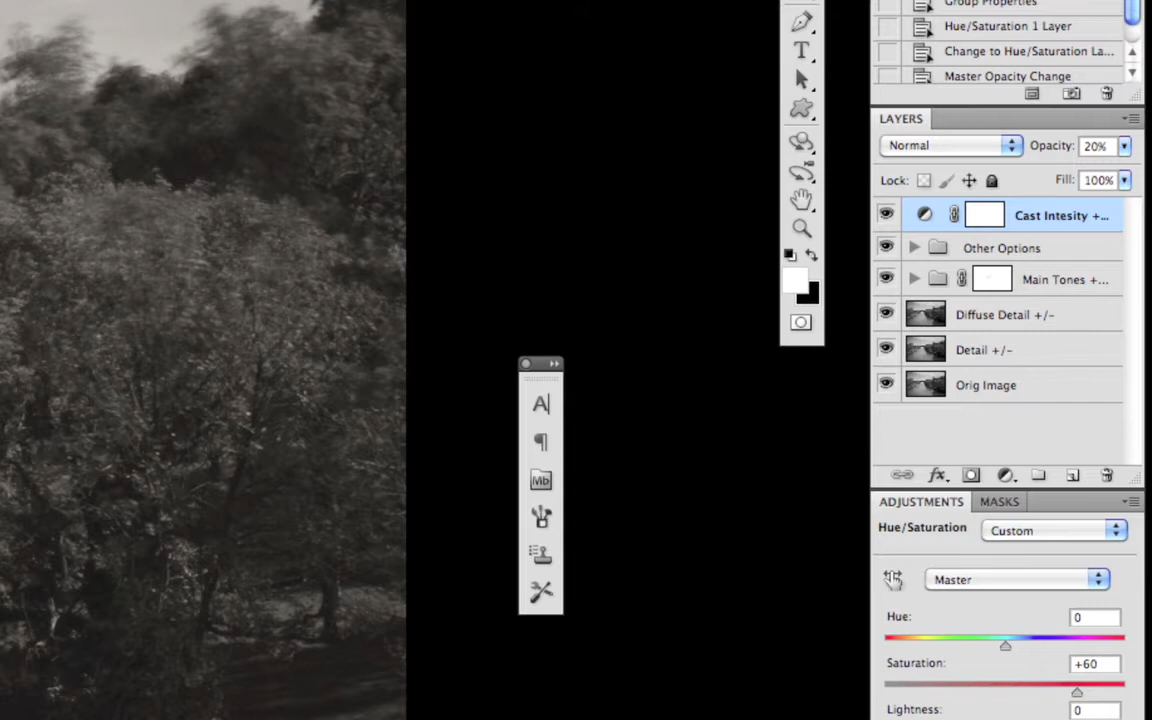 Group Properties
Hue/Saturation 1 Layer
Change to Hue/Saturation La...
Master Opacity Change
LAYERS
Normal Opacity: 20%
Lock: Fill: 100%
Cast Intesity +...
Other Options
Main Tones +...
Diffuse Detail +/-
Detail +/-
Orig Image
fx
ADJUSTMENTS MASKS
Hue/Saturation Custom
Master
Hue: 0
Saturation: +60
Lightness: 0
T
A
Mb